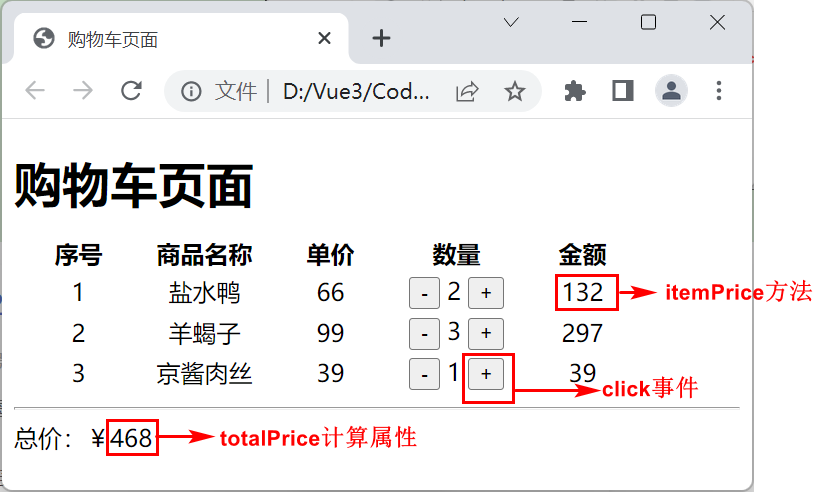 购物车页面
文件 D:/Vue3/Cod...
购物车页面
序号 商品名称 单价 数量 金额
1 盐水鸭 66 - 2 + 132 itemPrice方法
2 羊蝎子 99 - 3 + 297
3 京酱肉丝 39 - 1 + 39
click事件
总价： ¥468 totalPrice计算属性